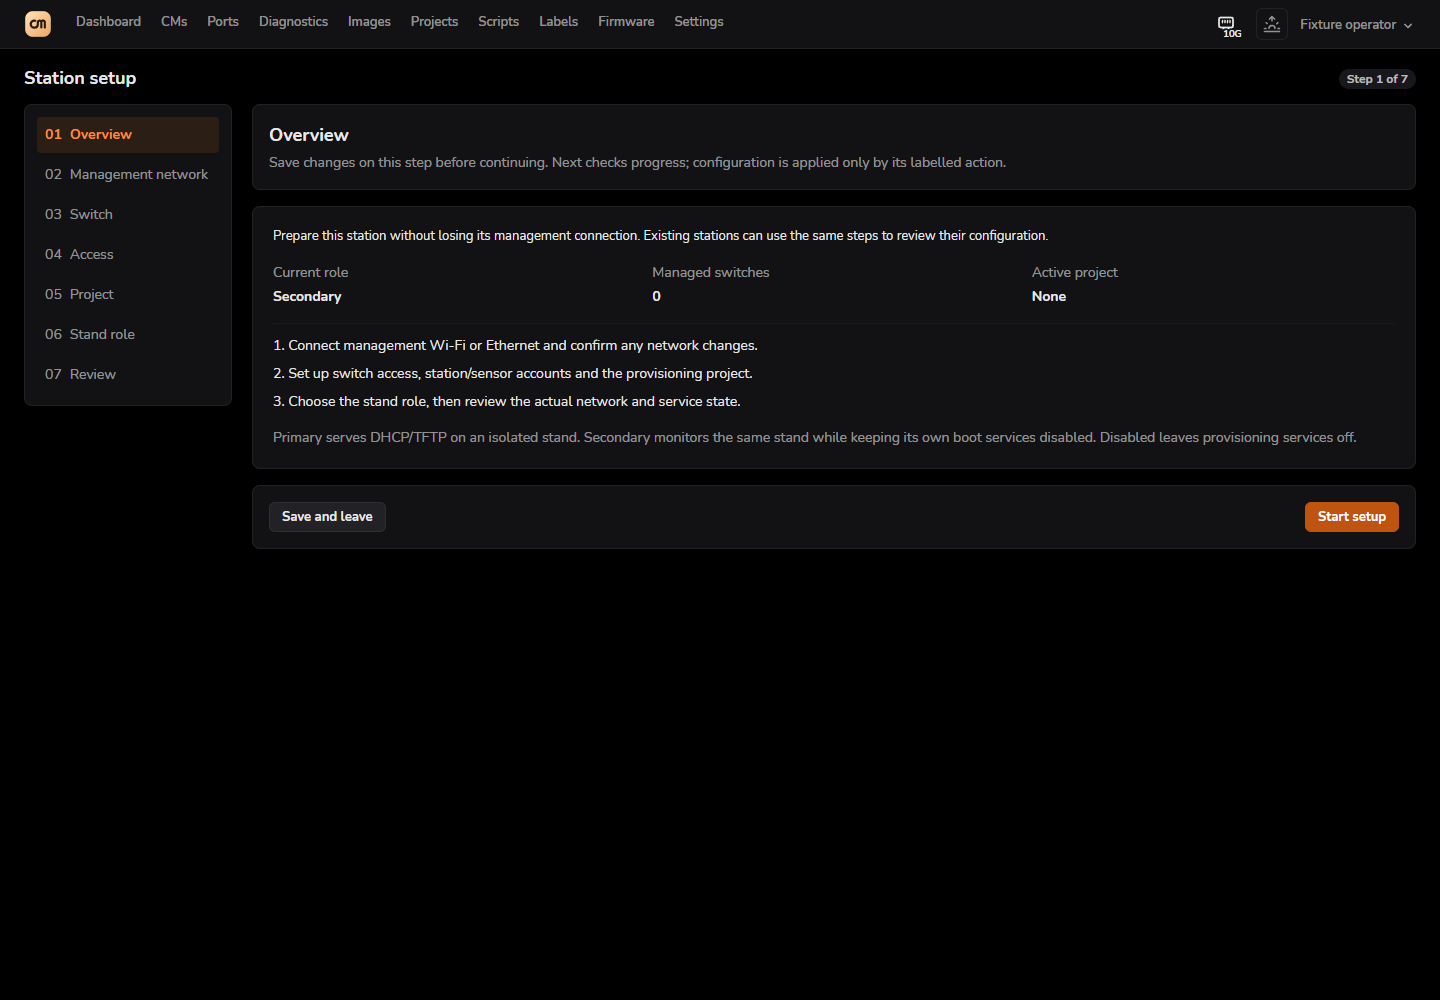 cm
Dashboard CMs Ports Diagnostics Images Projects Scripts Labels Firmware Settings
10G
Fixture operator
Station setup
Step 1 of 7
01 Overview
02 Management network
03 Switch
04 Access
05 Project
06 Stand role
07 Review
Overview
Save changes on this step before continuing. Next checks progress; configuration is applied only by its labelled action.
Prepare this station without losing its management connection. Existing stations can use the same steps to review their configuration.
Current role Managed switches Active project
Secondary 0 None
1. Connect management Wi-Fi or Ethernet and confirm any network changes.
2. Set up switch access, station/sensor accounts and the provisioning project.
3. Choose the stand role, then review the actual network and service state.
Primary serves DHCP/TFTP on an isolated stand. Secondary monitors the same stand while keeping its own boot services disabled. Disabled leaves provisioning services off.
Save and leave
Start setup